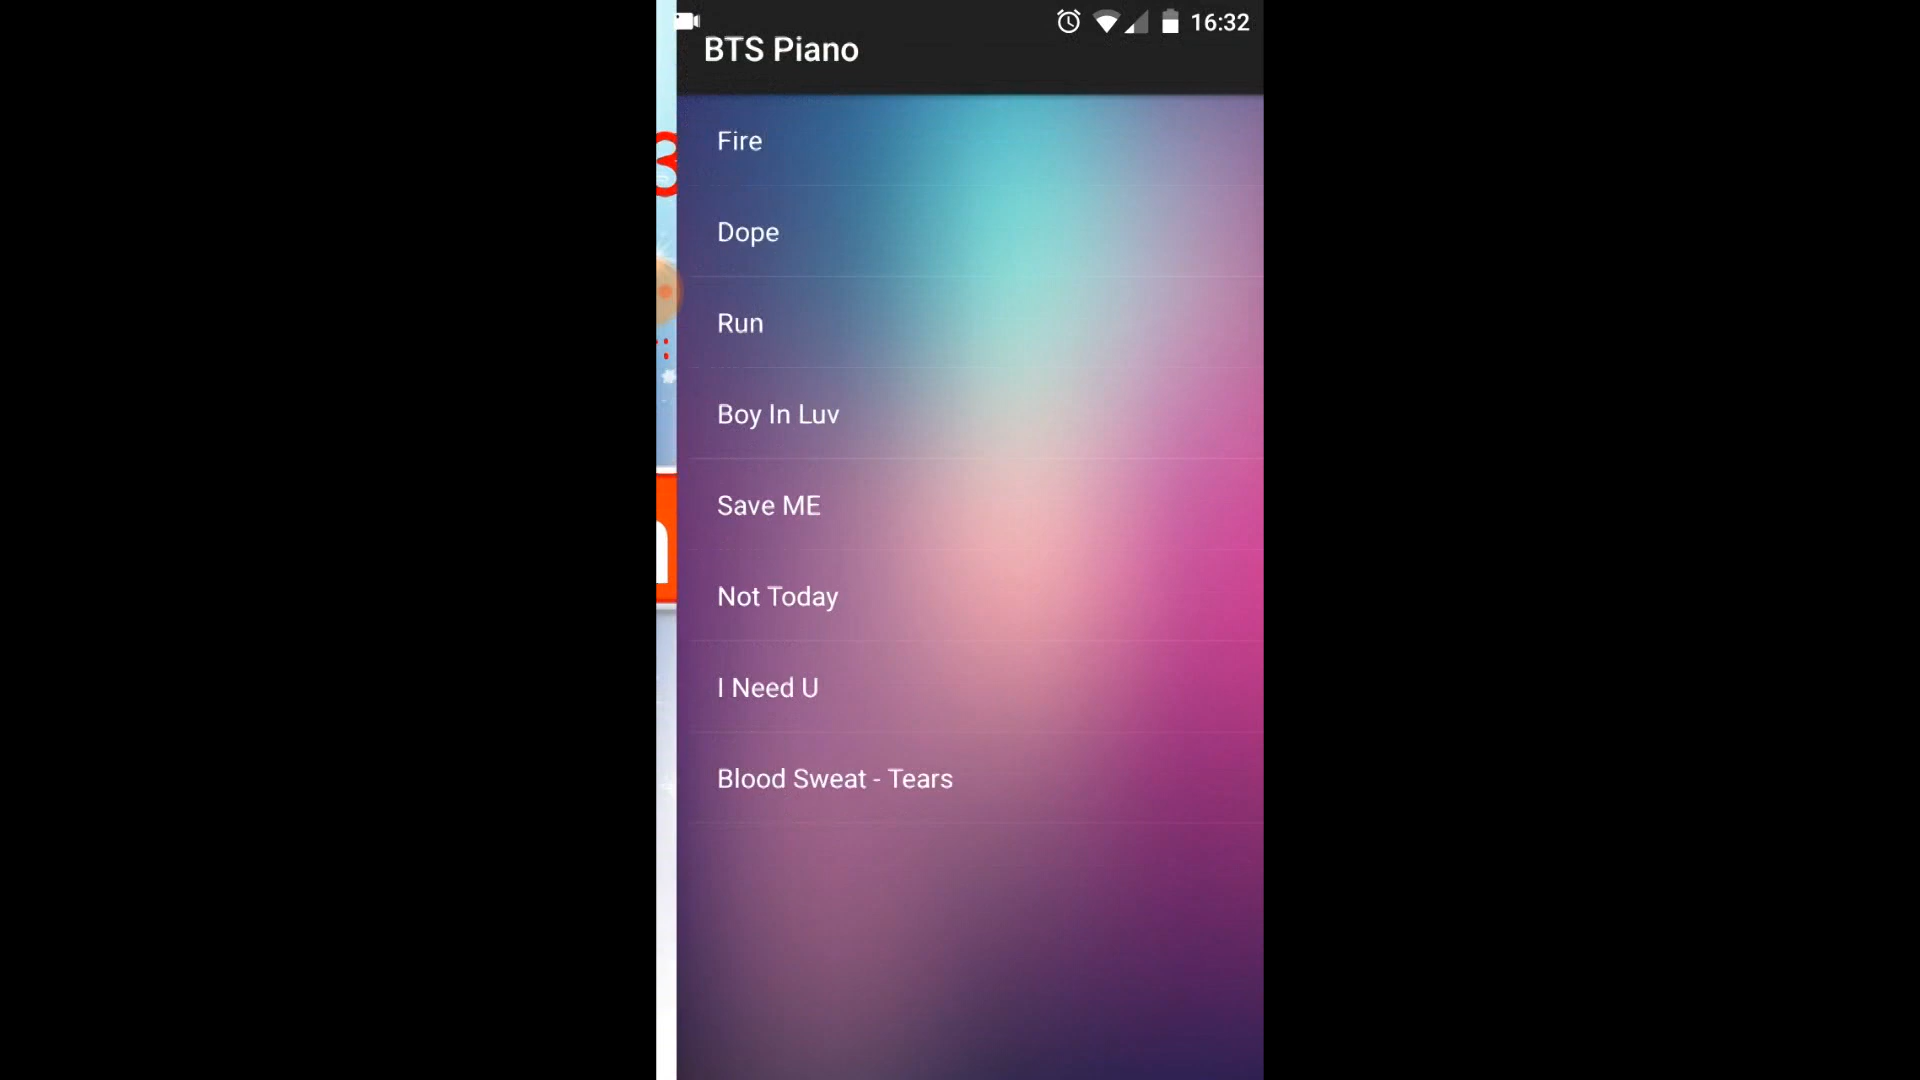 16:32
BTS Piano
Fire
Dope
Run
Boy In Luv
Save ME
Not Today
I Need U
Blood Sweat - Tears